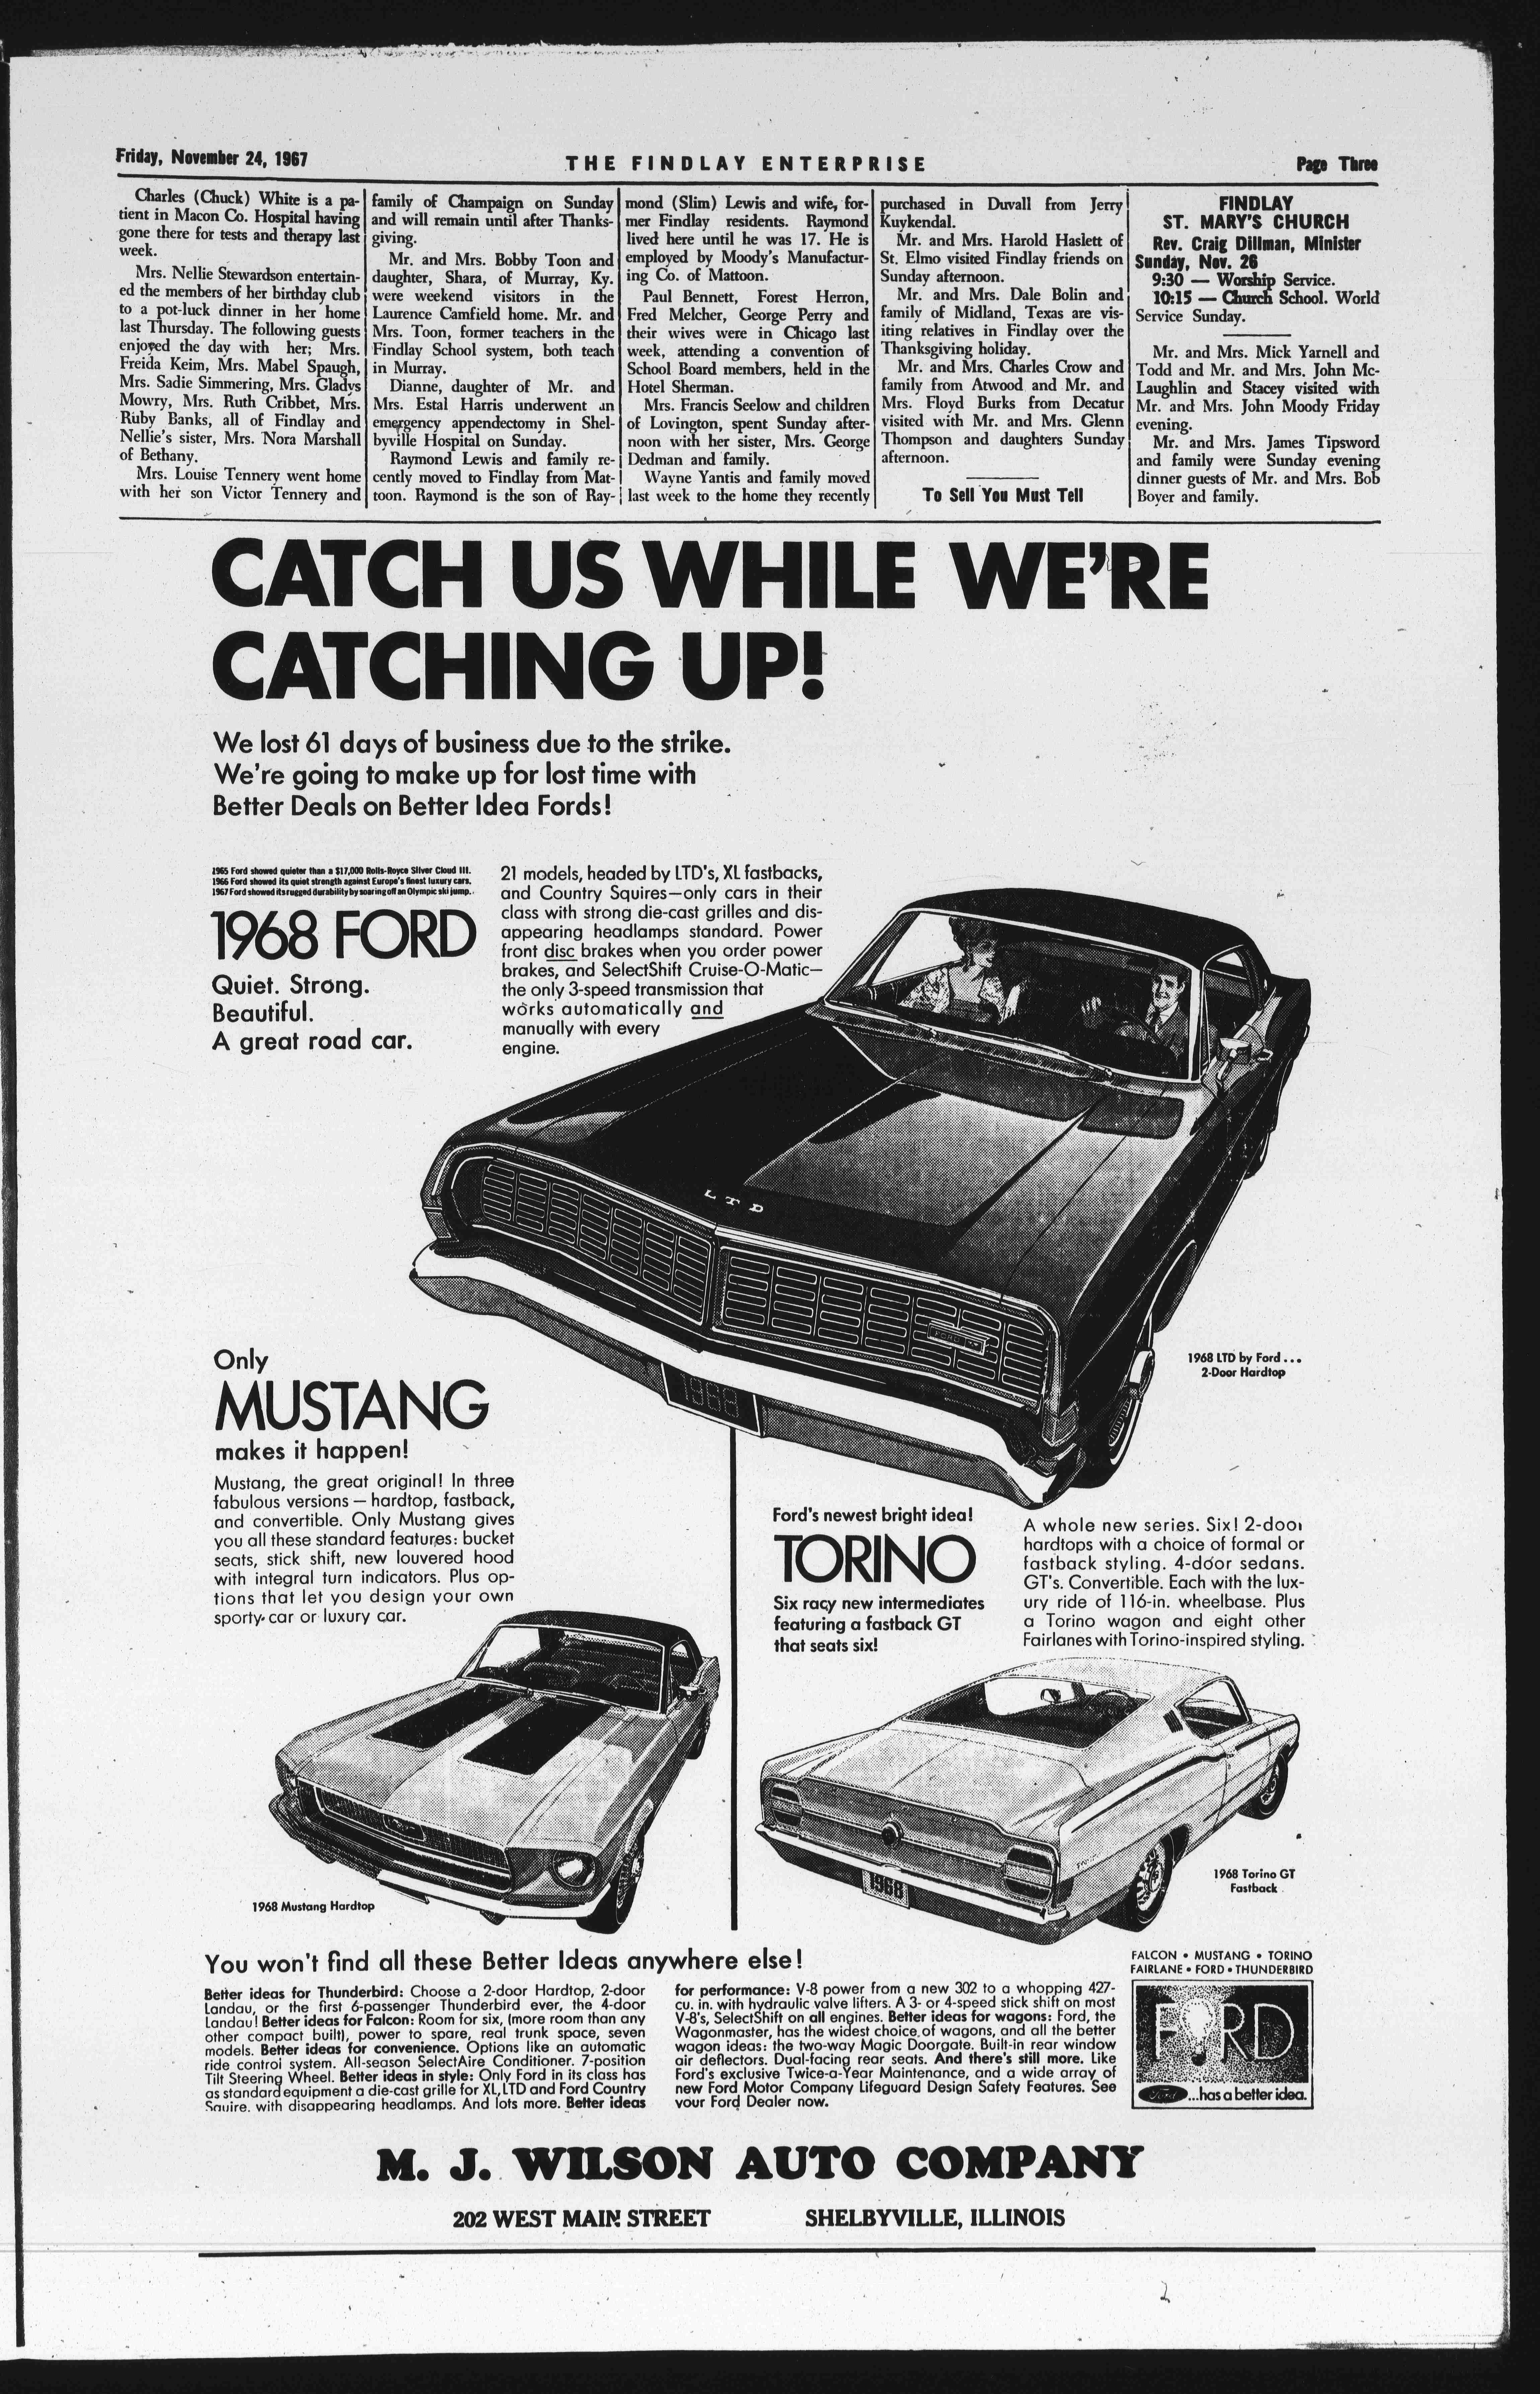 Friday, November 24, 1967
THE FINDLAY ENTERPRISE
Page Three
Charles (Chuck) White is a pa-
tient in Macon Co. Hospital having
gone there for tests and therapy last
week.
Mrs. Nellie Stewardson entertain-
ed the members of her birthday club
to a pot-luck dinner in her home
last Thursday. The following guests
enjoyed the day with her; Mrs.
Freida Keim, Mrs. Mabel Spaugh,
Mrs. Sadie Simmering, Mrs. Gladys
Mowry, Mrs. Ruth Cribbet, Mrs.
Ruby Banks, all of Findlay and
Nellie's sister, Mrs. Nora Marshall
of Bethany.
Mrs. Louise Tennery went home
with her son Victor Tennery and
family of Champaign on Sunday
and will remain until after Thanks-
giving.
Mr. and Mrs. Bobby Toon and
daughter, Shara, of Murray, Ky.
were weekend visitors in the
Laurence Camfield home. Mr. and
Mrs. Toon, former teachers in the
Findlay School system, both teach
in Murray.
Dianne, daughter of Mr. and
Mrs. Estal Harris underwent an
emergency appendectomy in Shel-
byville Hospital on Sunday.
Raymond Lewis and family re-
cently moved to Findlay from Mat-
toon. Raymond is the son of Ray-
mond (Slim) Lewis and wife, for-
mer Findlay residents. Raymond
lived here until he was 17. He is
employed by Moody's Manufactur-
ing Co. of Mattoon.
Paul Bennett, Forest Herron,
Fred Melcher, George Perry and
their wives were in Chicago last
week, attending a convention of
School Board members, held in the
Hotel Sherman.
Mrs. Francis Seelow and children
of Lovington, spent Sunday after-
noon with her sister, Mrs. George
Dedman and family.
Wayne Yantis and family moved
last week to the home they recently
purchased in Duvall from Jerry
Kuykendal.
Mr. and Mrs. Harold Haslett of
St. Elmo visited Findlay friends on
Sunday afternoon.
Mr. and Mrs. Dale Bolin and
family of Midland, Texas are vis-
iting relatives in Findlay over the
Thanksgiving holiday.
Mr. and Mrs. Charles Crow and
family from Atwood and Mr. and
Mrs. Floyd Burks from Decatur
visited with Mr. and Mrs. Glenn
Thompson and daughters Sunday
afternoon.
To Sell You Must Tell
FINDLAY
ST. MARY'S CHURCH
Rev. Craig Dillman, Minister
Sunday, Nov. 26
9:30 — Worship Service.
10:15 — Church School. World
Service Sunday.
Mr. and Mrs. Mick Yarnell and
Todd and Mr. and Mrs. John Mc-
Laughlin and Stacey visited with
Mr. and Mrs. John Moody Friday
evening.
Mr. and Mrs. James Tipsword
and family were Sunday evening
dinner guests of Mr. and Mrs. Bob
Boyer and family.
CATCH US WHILE WE'RE
CATCHING UP!
We lost 61 days of business due to the strike.
We're going to make up for lost time with
Better Deals on Better Idea Fords!
1965 Ford showed quieter than a $17,000 Rolls-Royce Silver Cloud III.
1966 Ford showed its quiet strength against Europe's finest luxury cars.
1967 Ford showed its rugged durability by soaring off an Olympic ski jump.
1968 FORD
Quiet. Strong.
Beautiful.
A great road car.
21 models, headed by LTD's, XL fastbacks,
and Country Squires—only cars in their
class with strong die-cast grilles and dis-
appearing headlamps standard. Power
front disc brakes when you order power
brakes, and SelectShift Cruise-O-Matic—
the only 3-speed transmission that
works automatically and
manually with every
engine.
LTD
FORD
1968
1968 LTD by Ford...
2-Door Hardtop
Only
MUSTANG
makes it happen!
Mustang, the great original! In three
fabulous versions — hardtop, fastback,
and convertible. Only Mustang gives
you all these standard features: bucket
seats, stick shift, new louvered hood
with integral turn indicators. Plus op-
tions that let you design your own
sporty car or luxury car.
1968 Mustang Hardtop
Ford's newest bright idea!
TORINO
Six racy new intermediates
featuring a fastback GT
that seats six!
A whole new series. Six! 2-door
hardtops with a choice of formal or
fastback styling. 4-door sedans.
GT's. Convertible. Each with the lux-
ury ride of 116-in. wheelbase. Plus
a Torino wagon and eight other
Fairlanes with Torino-inspired styling.
1968
1968 Torino GT
Fastback
You won't find all these Better Ideas anywhere else!
Better ideas for Thunderbird: Choose a 2-door Hardtop, 2-door
Landau, or the first 6-passenger Thunderbird ever, the 4-door
Landau! Better ideas for Falcon: Room for six, (more room than any
other compact built), power to spare, real trunk space, seven
models. Better ideas for convenience. Options like an automatic
ride control system. All-season SelectAire Conditioner. 7-position
Tilt Steering Wheel. Better ideas in style: Only Ford in its class has
as standard equipment a die-cast grille for XL, LTD and Ford Country
Squire, with disappearing headlamps. And lots more. Better ideas
for performance: V-8 power from a new 302 to a whopping 427-
cu. in. with hydraulic valve lifters. A 3- or 4-speed stick shift on most
V-8's, SelectShift on all engines. Better ideas for wagons: Ford, the
Wagonmaster, has the widest choice of wagons, and all the better
wagon ideas: the two-way Magic Doorgate. Built-in rear window
air deflectors. Dual-facing rear seats. And there's still more. Like
Ford's exclusive Twice-a-Year Maintenance, and a wide array of
new Ford Motor Company Lifeguard Design Safety Features. See
your Ford Dealer now.
FALCON • MUSTANG • TORINO
FAIRLANE • FORD • THUNDERBIRD
FORD
Ford ...has a better idea.
M. J. WILSON AUTO COMPANY
202 WEST MAIN STREET
SHELBYVILLE, ILLINOIS